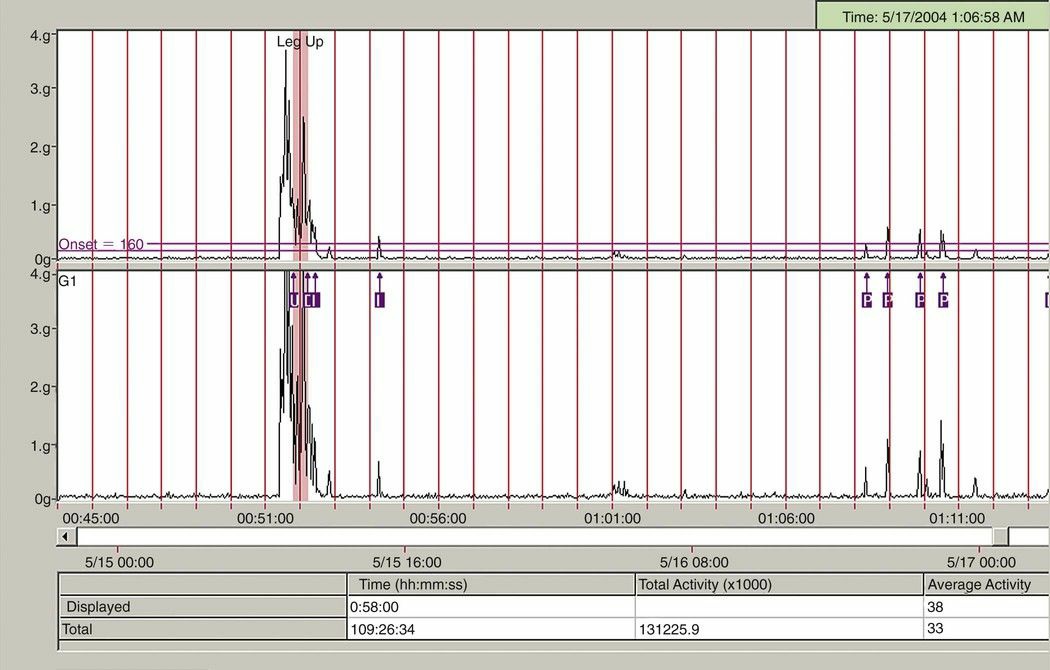 Time: 5/17/2004 1:06:58 AM
Leg Up
4.g
3.g
2.g
1.g
Onset = 160
0g
4.g
G1
U
P P P P
3.g
2.g
1.g
0g
00:45:00 00:51:00 00:56:00 01:01:00 01:06:00 01:11:00
5/15 00:00 5/15 16:00 5/16 08:00 5/17 00:00
Time (hh:mm:ss) Total Activity (x1000) Average Activity
Displayed 0:58:00 38
Total 109:26:34 131225.9 33